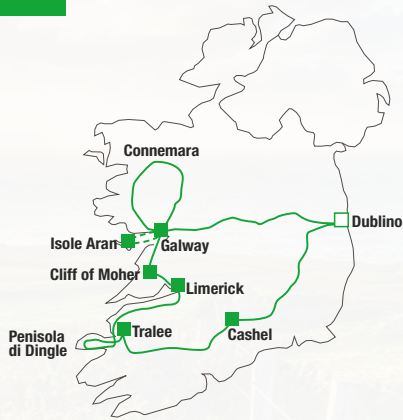 Connemara
Dublino
Isole Aran
Galway
Cliff of Moher
Limerick
Penisola
di Dingle
Tralee
Cashel